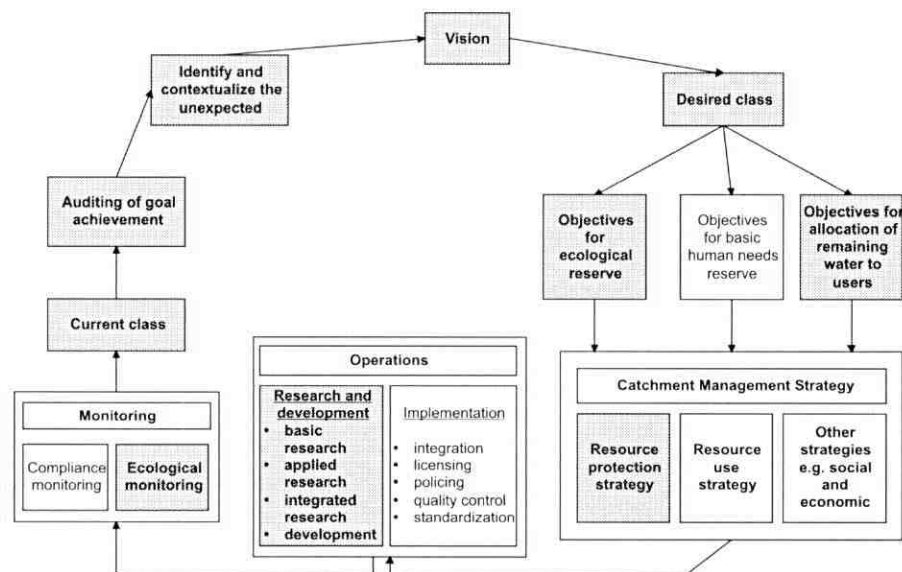 Vision
Identify and
contextualize the
unexpected
Desired class
Auditing of goal
achievement
Objectives
for
ecological
reserve
Objectives
for basic
human needs
reserve
Objectives for
allocation of
remaining
water to
users
Current class
Operations
Research and
development
• basic
research
• applied
research
• integrated
research
• development
Implementation
• integration
• licensing
• policing
• quality control
• standardization
Catchment Management Strategy
Resource
protection
strategy
Resource
use
strategy
Other
strategies
e.g. social
and
economic
Monitoring
Compliance
monitoring
Ecological
monitoring